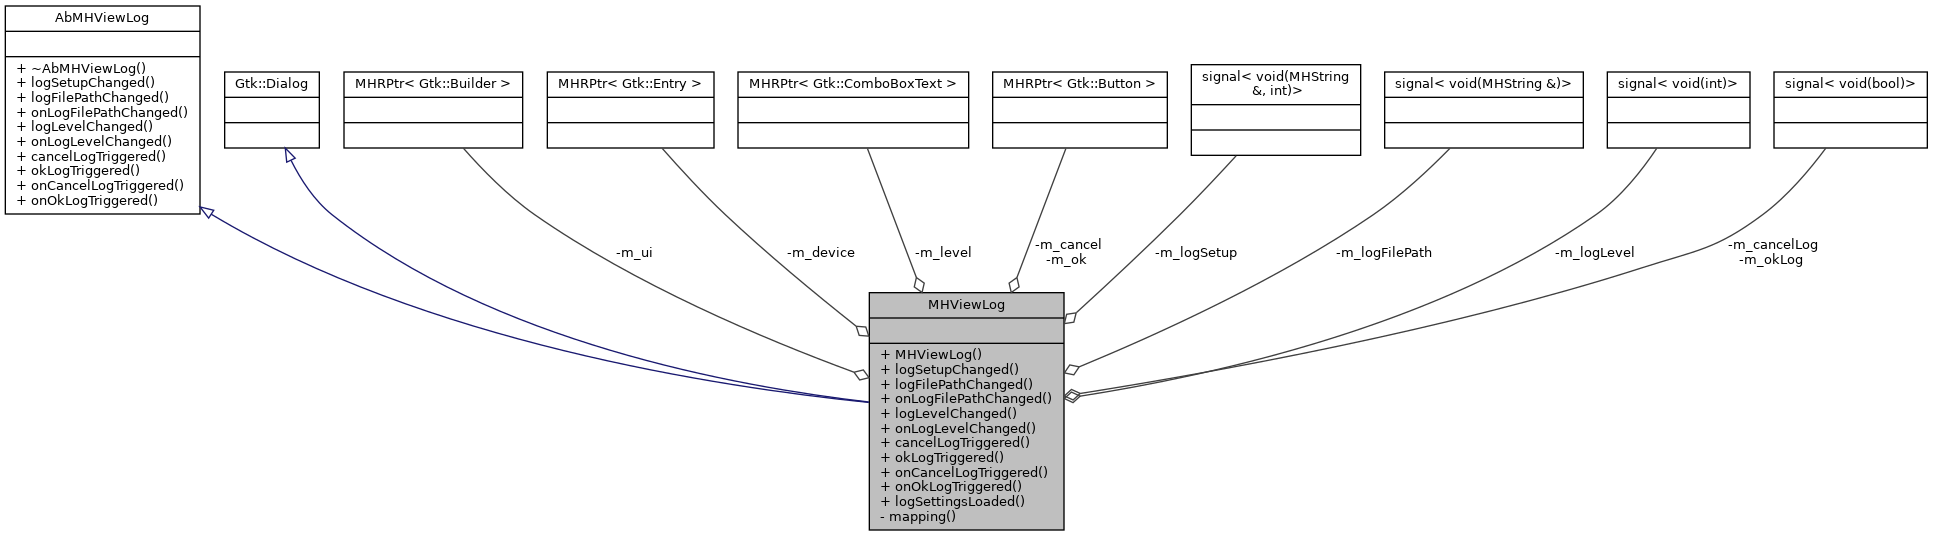 AbMHViewLog
+ ~AbMHViewLog()
+ logSetupChanged()
+ logFilePathChanged()
+ onLogFilePathChanged()
+ logLevelChanged()
+ onLogLevelChanged()
+ cancelLogTriggered()
+ okLogTriggered()
+ onCancelLogTriggered()
+ onOkLogTriggered()
Gtk::Dialog
MHRPtr< Gtk::Builder >
MHRPtr< Gtk::Entry >
MHRPtr< Gtk::ComboBoxText >
MHRPtr< Gtk::Button >
signal< void(MHString
&, int)>
signal< void(MHString &)>
signal< void(int)>
signal< void(bool)>
-m_ui
-m_device
-m_level
-m_cancel
-m_ok
-m_logSetup
-m_logFilePath
-m_logLevel
-m_cancelLog
-m_okLog
MHViewLog
+ MHViewLog()
+ logSetupChanged()
+ logFilePathChanged()
+ onLogFilePathChanged()
+ logLevelChanged()
+ onLogLevelChanged()
+ cancelLogTriggered()
+ okLogTriggered()
+ onCancelLogTriggered()
+ onOkLogTriggered()
+ logSettingsLoaded()
- mapping()